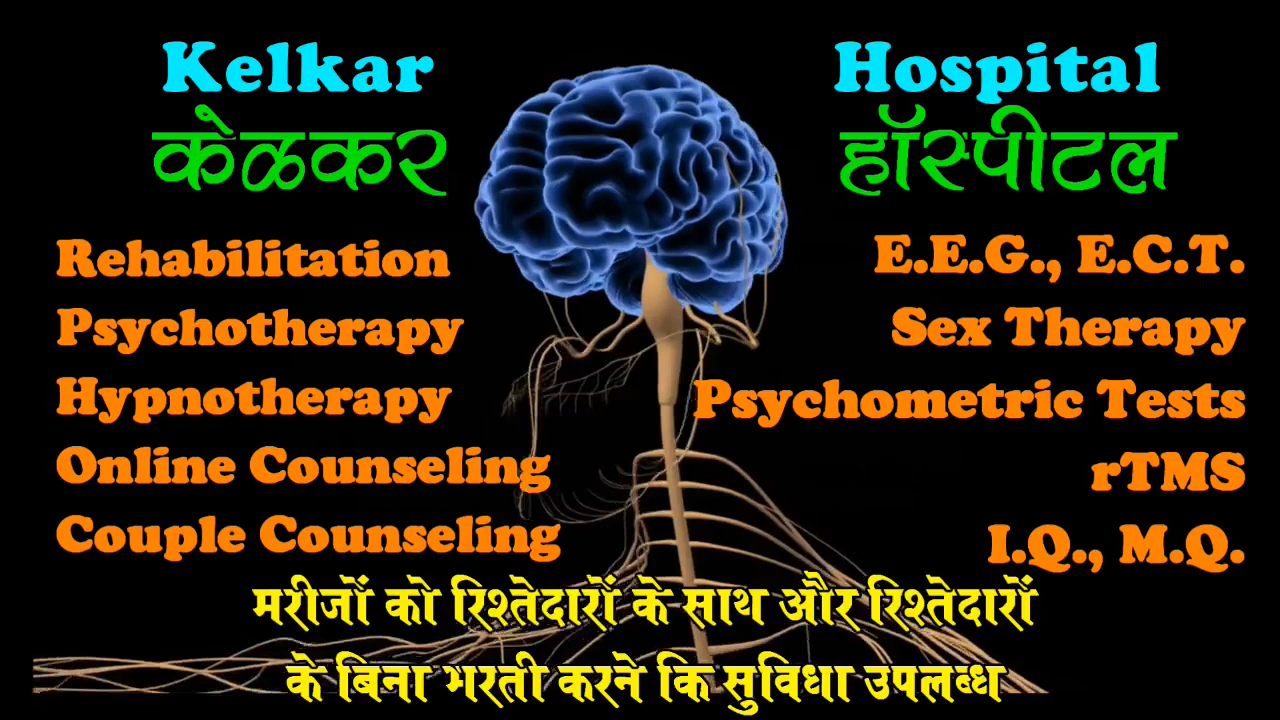 Kelkar Hospital
केळकर हॉस्पीटल
Rehabilitation
Psychotherapy
Hypnotherapy
Online Counseling
Couple Counseling
E.E.G., E.C.T.
Sex Therapy
Psychometric Tests
rTMS
I.Q., M.Q.
मरीजों को रिश्तेदारों के साथ और रिश्तेदारों
के बिना भरती करने कि सुविधा उपलब्ध